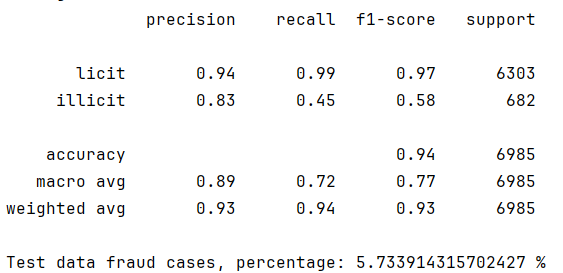 precision recall f1-score support
licit 0.94 0.99 0.97 6303
illicit 0.83 0.45 0.58 682
accuracy 0.94 6985
macro avg 0.89 0.72 0.77 6985
weighted avg 0.93 0.94 0.93 6985
Test data fraud cases, percentage: 5.733914315702427 %